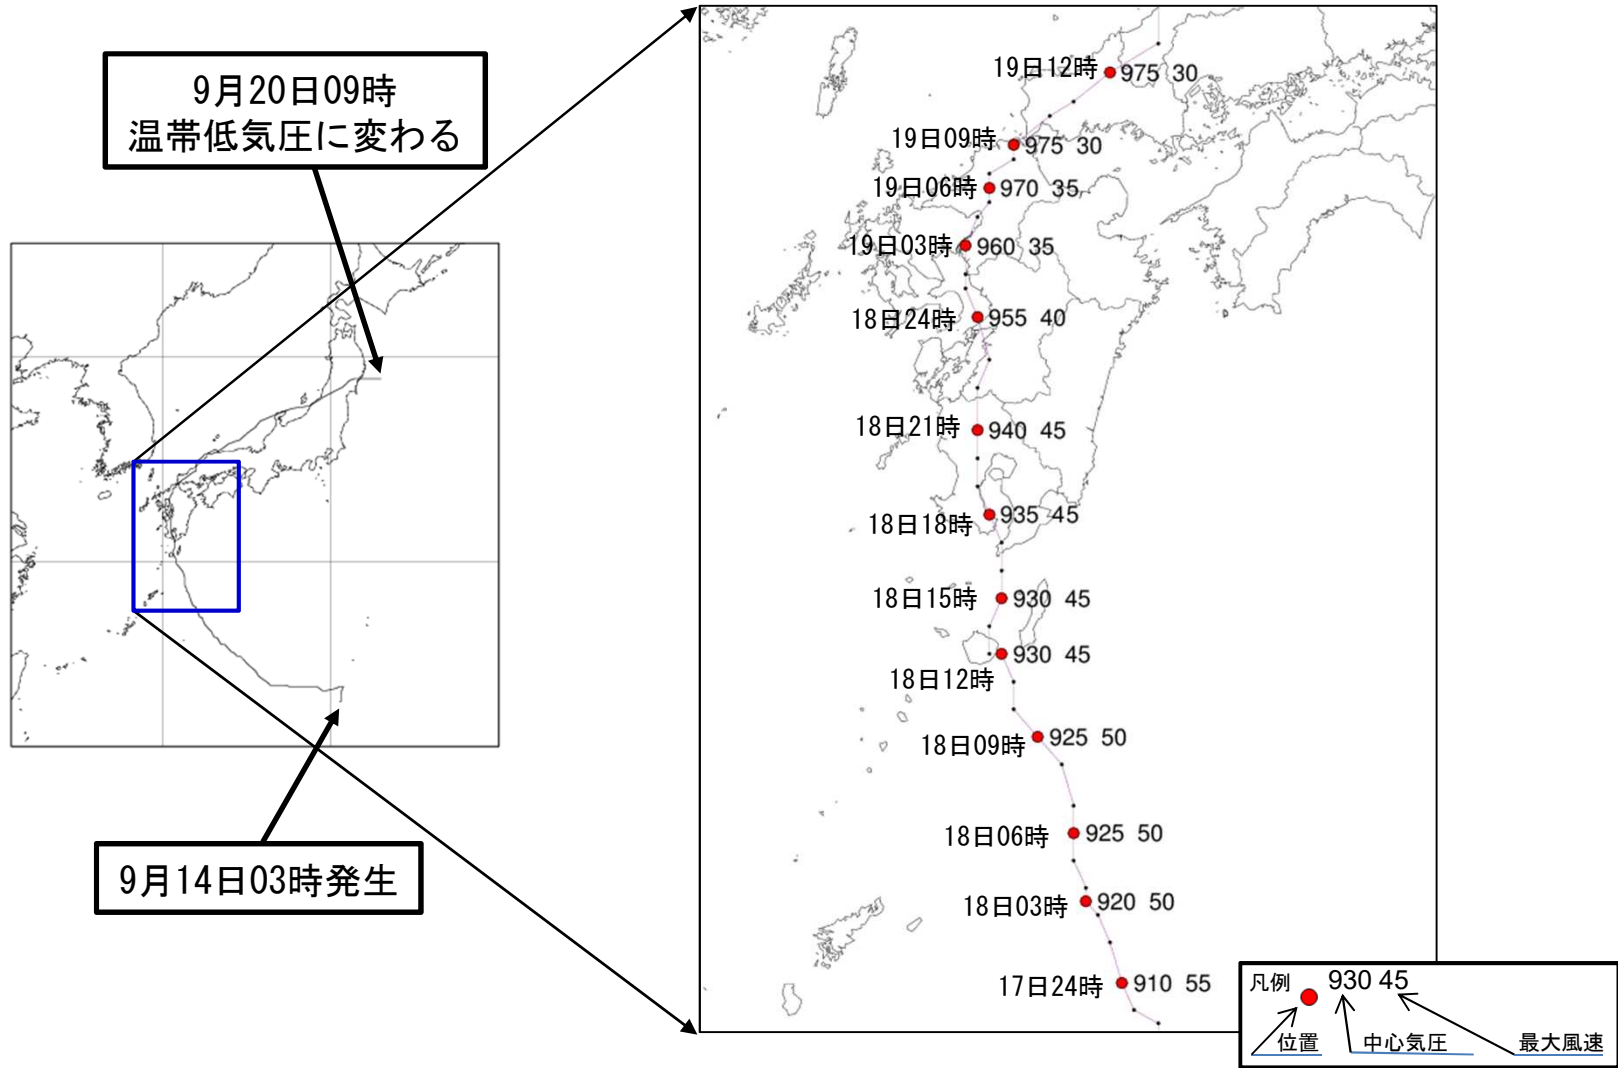 9月20日09時
温帯低気圧に変わる
9月14日03時発生
19日12時 975 30
19日09時 975 30
19日06時 970 35
19日03時 960 35
18日24時 955 40
18日21時 940 45
18日18時 935 45
18日15時 930 45
18日12時 930 45
18日09時 925 50
18日06時 925 50
18日03時 920 50
17日24時 910 55
凡例 930 45
位置 中心気圧 最大風速